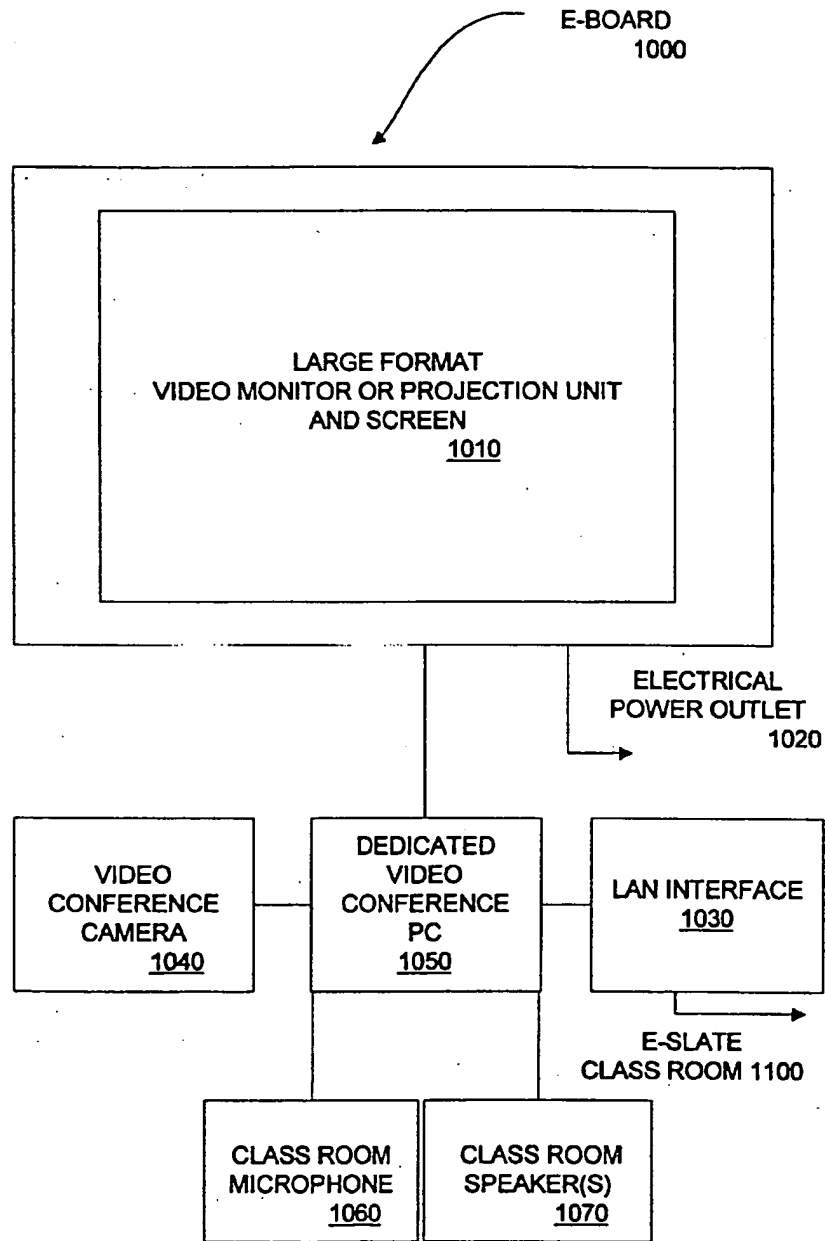 E-BOARD
1000
LARGE FORMAT
VIDEO MONITOR OR PROJECTION UNIT
AND SCREEN
1010
ELECTRICAL
POWER OUTLET
1020
VIDEO
CONFERENCE
CAMERA
1040
DEDICATED
VIDEO
CONFERENCE
PC
1050
LAN INTERFACE
1030
E-SLATE
CLASS ROOM 1100
CLASS ROOM
MICROPHONE
1060
CLASS ROOM
SPEAKER(S)
1070